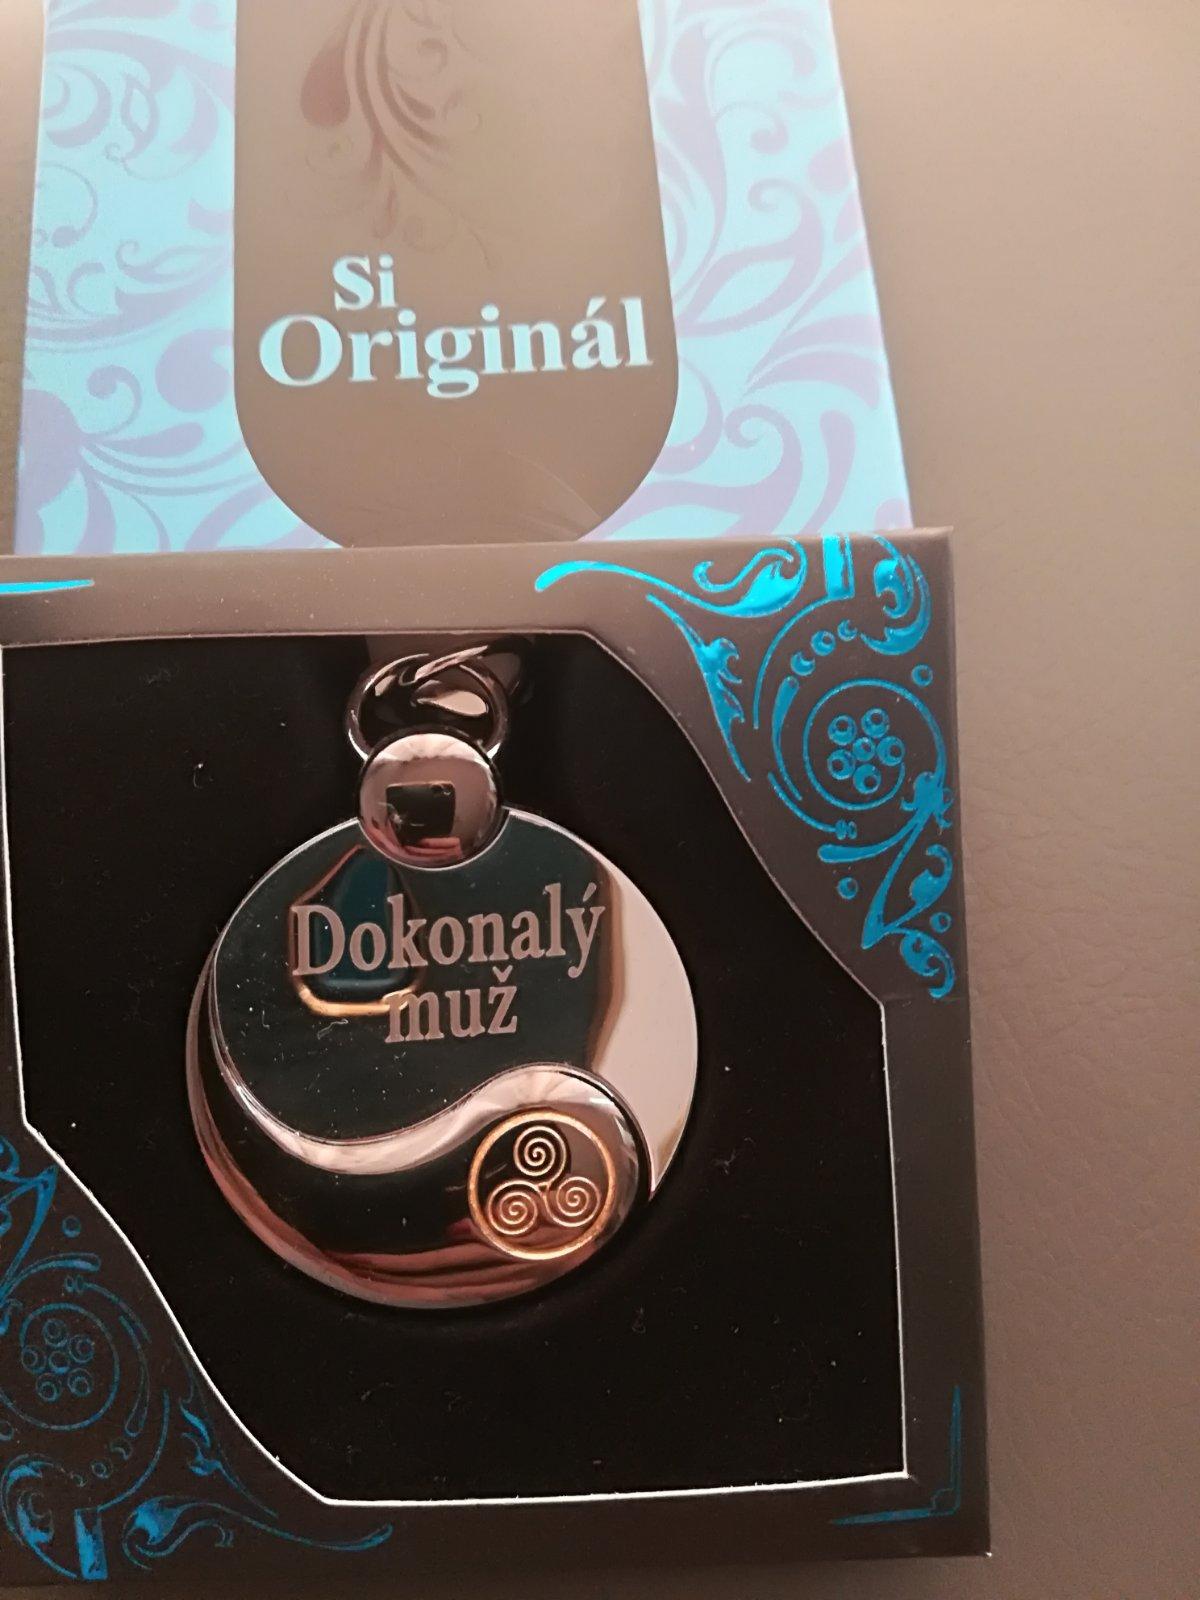 Si
Originál
Dokonalý
muž